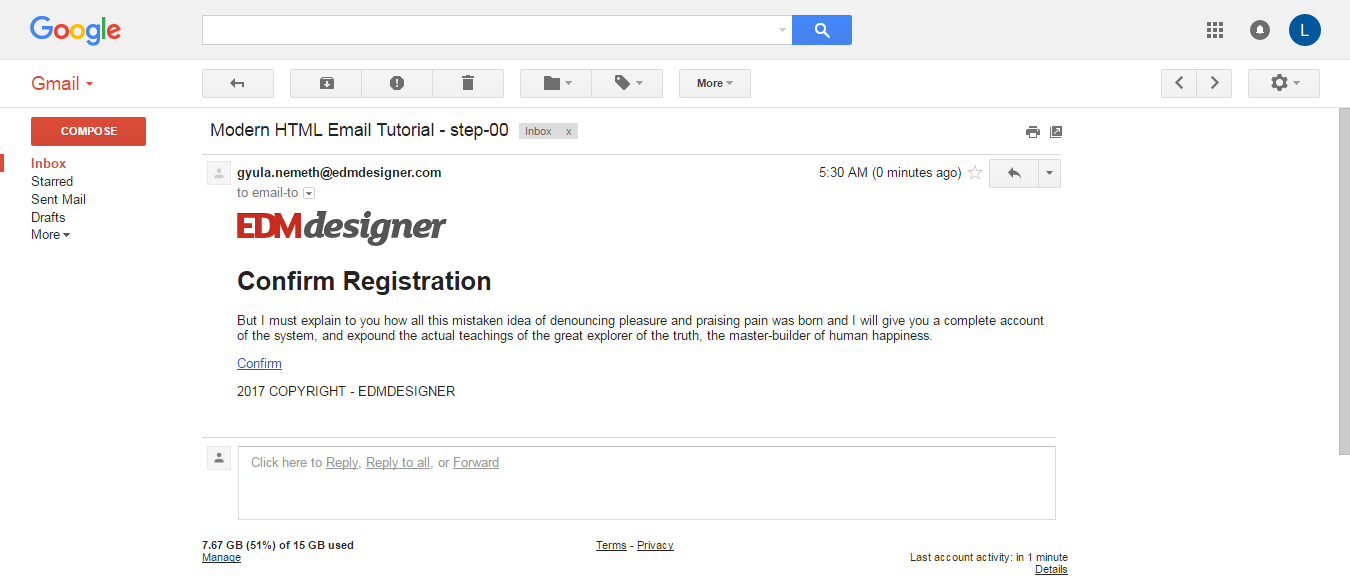 Google
L
Gmail
More
COMPOSE
Modern HTML Email Tutorial - step-00 Inbox x
Inbox
Starred
Sent Mail
Drafts
More
gyula.nemeth@edmdesigner.com 5:30 AM (0 minutes ago)
to email-to
EDMdesigner
Confirm Registration
But I must explain to you how all this mistaken idea of denouncing pleasure and praising pain was born and I will give you a complete account
of the system, and expound the actual teachings of the great explorer of the truth, the master-builder of human happiness.
Confirm
2017 COPYRIGHT - EDMDESIGNER
Click here to Reply, Reply to all, or Forward
7.67 GB (51%) of 15 GB used
Manage
Terms - Privacy
Last account activity: in 1 minute
Details